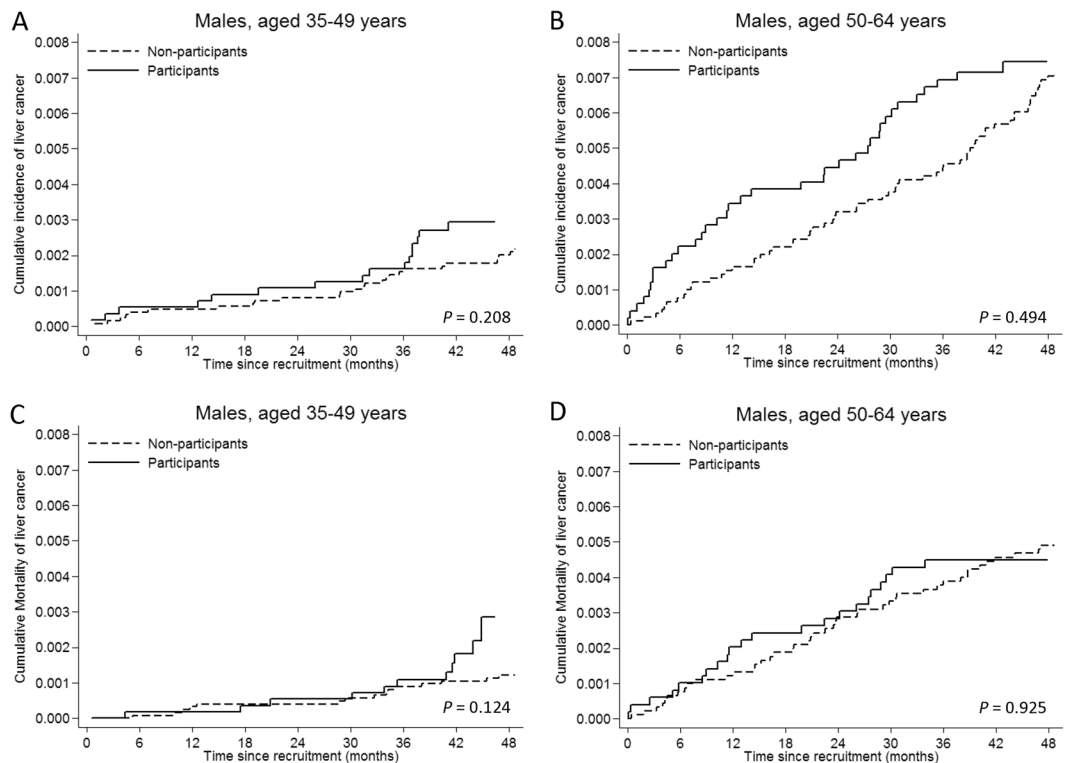 A
Males, aged 35-49 years
Non-participants
Participants
Cumulative incidence of liver cancer
0.008
0.007
0.006
0.005
0.004
0.003
0.002
0.001
0.000
P = 0.208
0 6 12 18 24 30 36 42 48
Time since recruitment (months)
B
Males, aged 50-64 years
Non-participants
Participants
Cumulative incidence of liver cancer
0.008
0.007
0.006
0.005
0.004
0.003
0.002
0.001
0.000
P = 0.494
0 6 12 18 24 30 36 42 48
Time since recruitment (months)
C
Males, aged 35-49 years
Non-participants
Participants
Cumulative Mortality of liver cancer
0.008
0.007
0.006
0.005
0.004
0.003
0.002
0.001
0.000
P = 0.124
0 6 12 18 24 30 36 42 48
Time since recruitment (months)
D
Males, aged 50-64 years
Non-participants
Participants
Cumulative Mortality of liver cancer
0.008
0.007
0.006
0.005
0.004
0.003
0.002
0.001
0.000
P = 0.925
0 6 12 18 24 30 36 42 48
Time since recruitment (months)